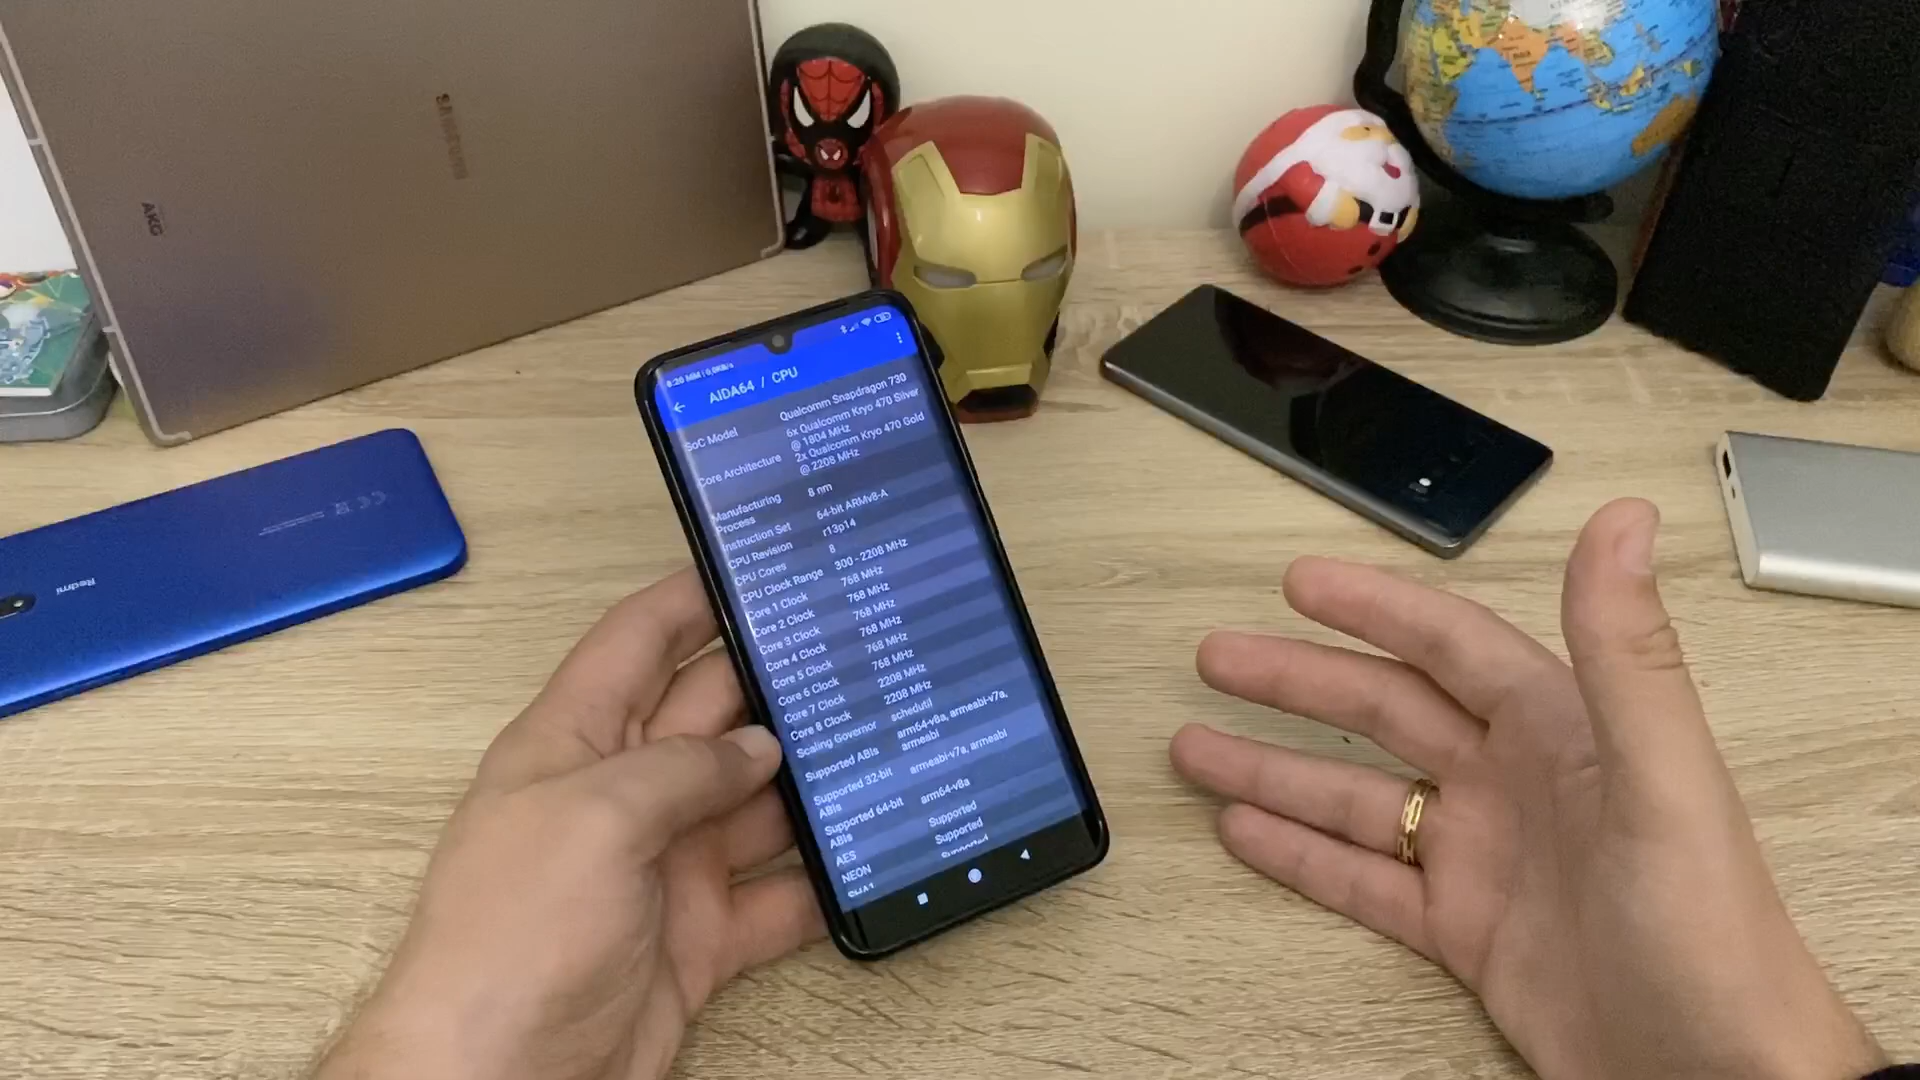 SAMSUNG
AKG
Redmi
AIDA64 / CPU
SoC Model Qualcomm Snapdragon 730
Core Architecture 6x Qualcomm Kryo 470 Silver
@ 1804 MHz
2x Qualcomm Kryo 470 Gold
@ 2208 MHz
Manufacturing
Process 8 nm
Instruction Set 64-bit ARMv8-A
CPU Revision r13p14
CPU Cores 8
CPU Clock Range 300 - 2208 MHz
Core 1 Clock 768 MHz
Core 2 Clock 768 MHz
Core 3 Clock 768 MHz
Core 4 Clock 768 MHz
Core 5 Clock 768 MHz
Core 6 Clock 768 MHz
Core 7 Clock 2208 MHz
Core 8 Clock 2208 MHz
Scaling Governor schedutil
Supported ABIs arm64-v8a, armeabi-v7a,
armeabi
Supported 32-bit
ABIs armeabi-v7a, armeabi
Supported 64-bit
ABIs arm64-v8a
AES Supported
NEON Supported
SHA1 Supported